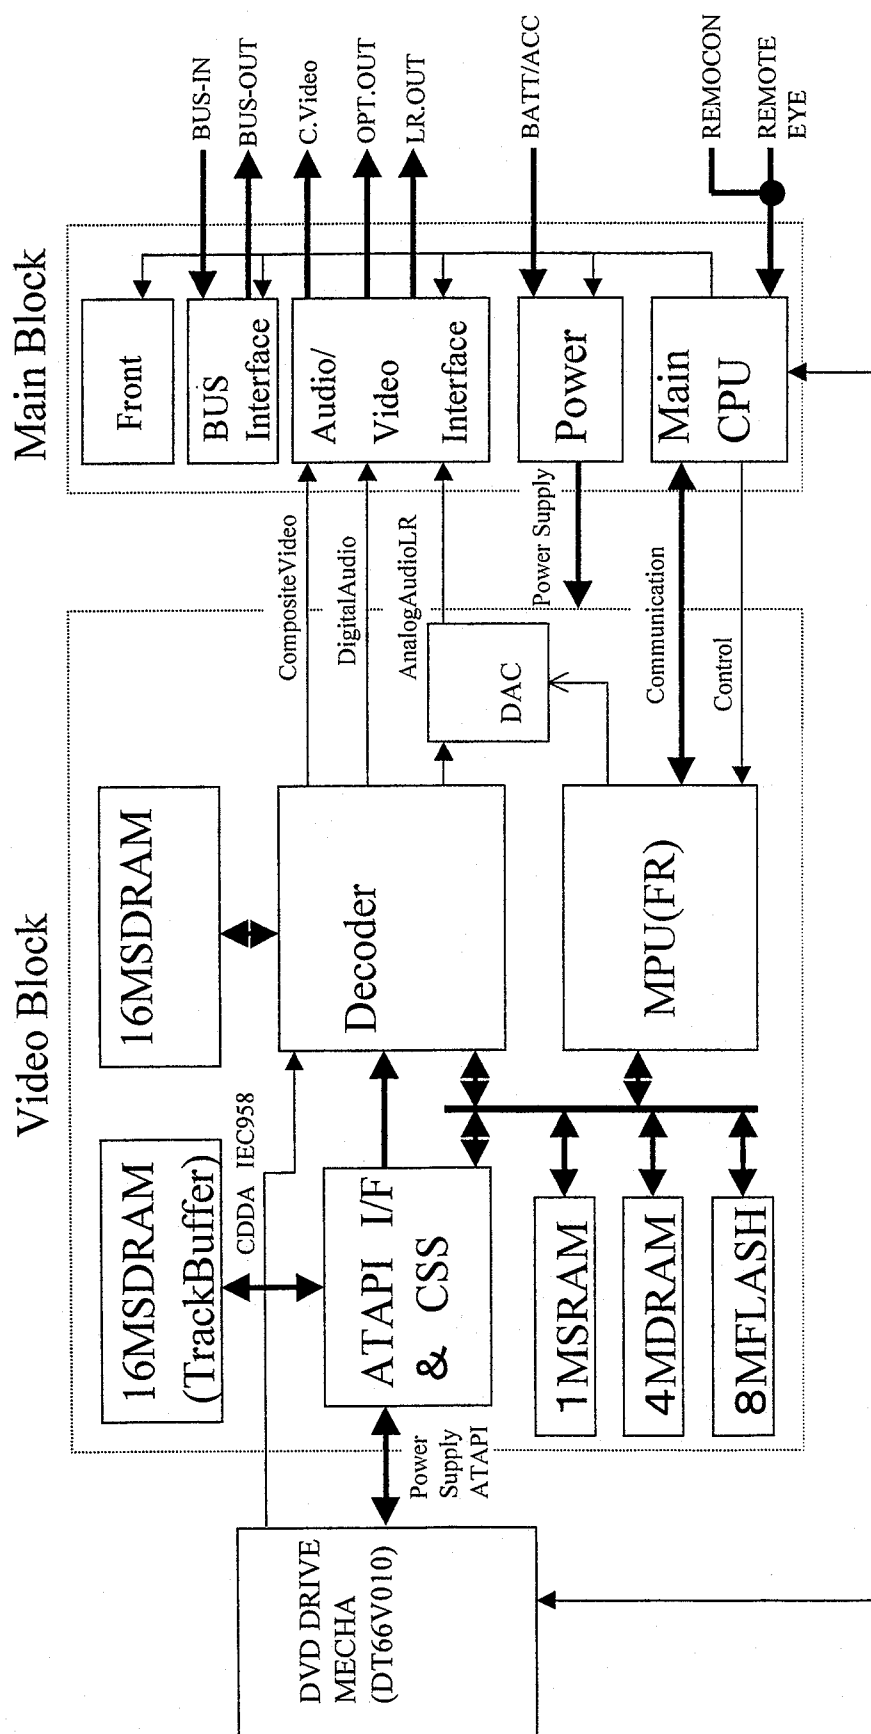 Video Block
Main Block
DVD DRIVE
MECHA
(DT66V010)
Power
Supply
ATAPI
16MSDRAM
(TrackBuffer)
CDDA IEC958
ATAPI I/F
& CSS
1MSRAM
4MDRAM
8MFLASH
16MSDRAM
Decoder
MPU(FR)
DAC
CompositeVideo
DigitalAudio
AnalogAudioLR
Power Supply
Communication
Control
Front
BUS
Interface
Audio/
Video
Interface
Power
Main
CPU
BUS-IN
BUS-OUT
C.Video
OPT.OUT
LR.OUT
BATT/ACC
REMOCON
REMOTE
EYE